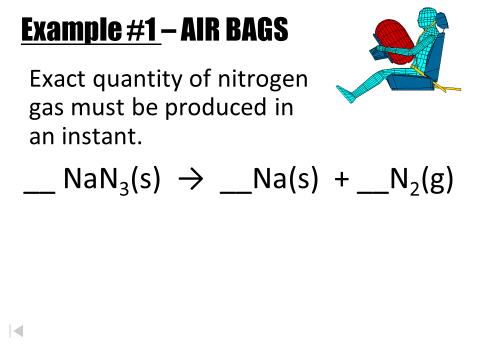 Example #1 – AIR BAGS
Exact quantity of nitrogen
gas must be produced in
an instant.
__ NaN₃(s) → __Na(s) + __N₂(g)